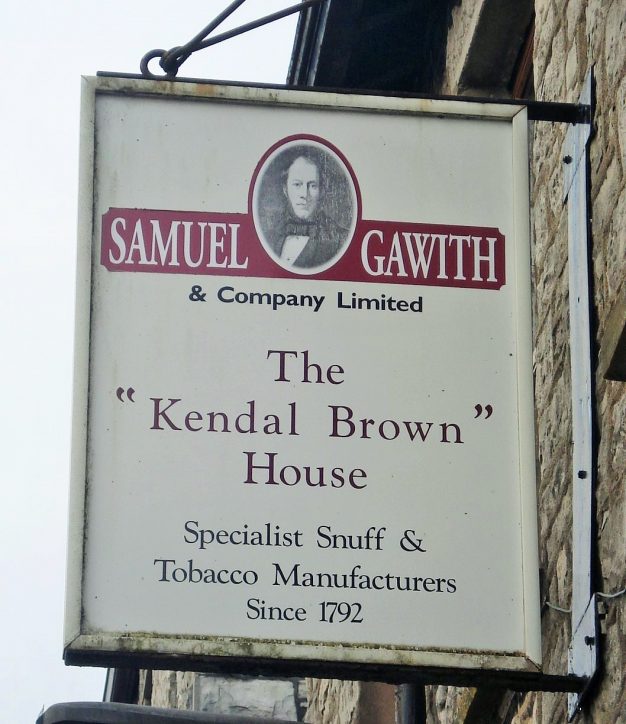 SAMUEL GAWITH
& Company Limited
The
“Kendal Brown”
House
Specialist Snuff &
Tobacco Manufacturers
Since 1792